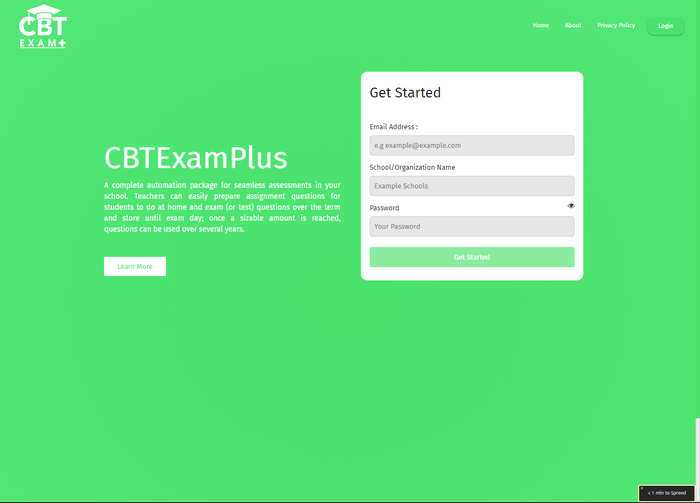 CBT
EXAM+
Home About Privacy Policy Login
Get Started
Email Address :
e.g example@example.com
School/Organization Name
Example Schools
Password
Your Password
Get Started
CBTExamPlus
A complete automation package for seamless assessments in your
school. Teachers can easily prepare assignment questions for
students to do at home and exam (or test) questions over the term
and store until exam day; once a sizable amount is reached,
questions can be used over several years.
Learn More
< 1 min to Spreed